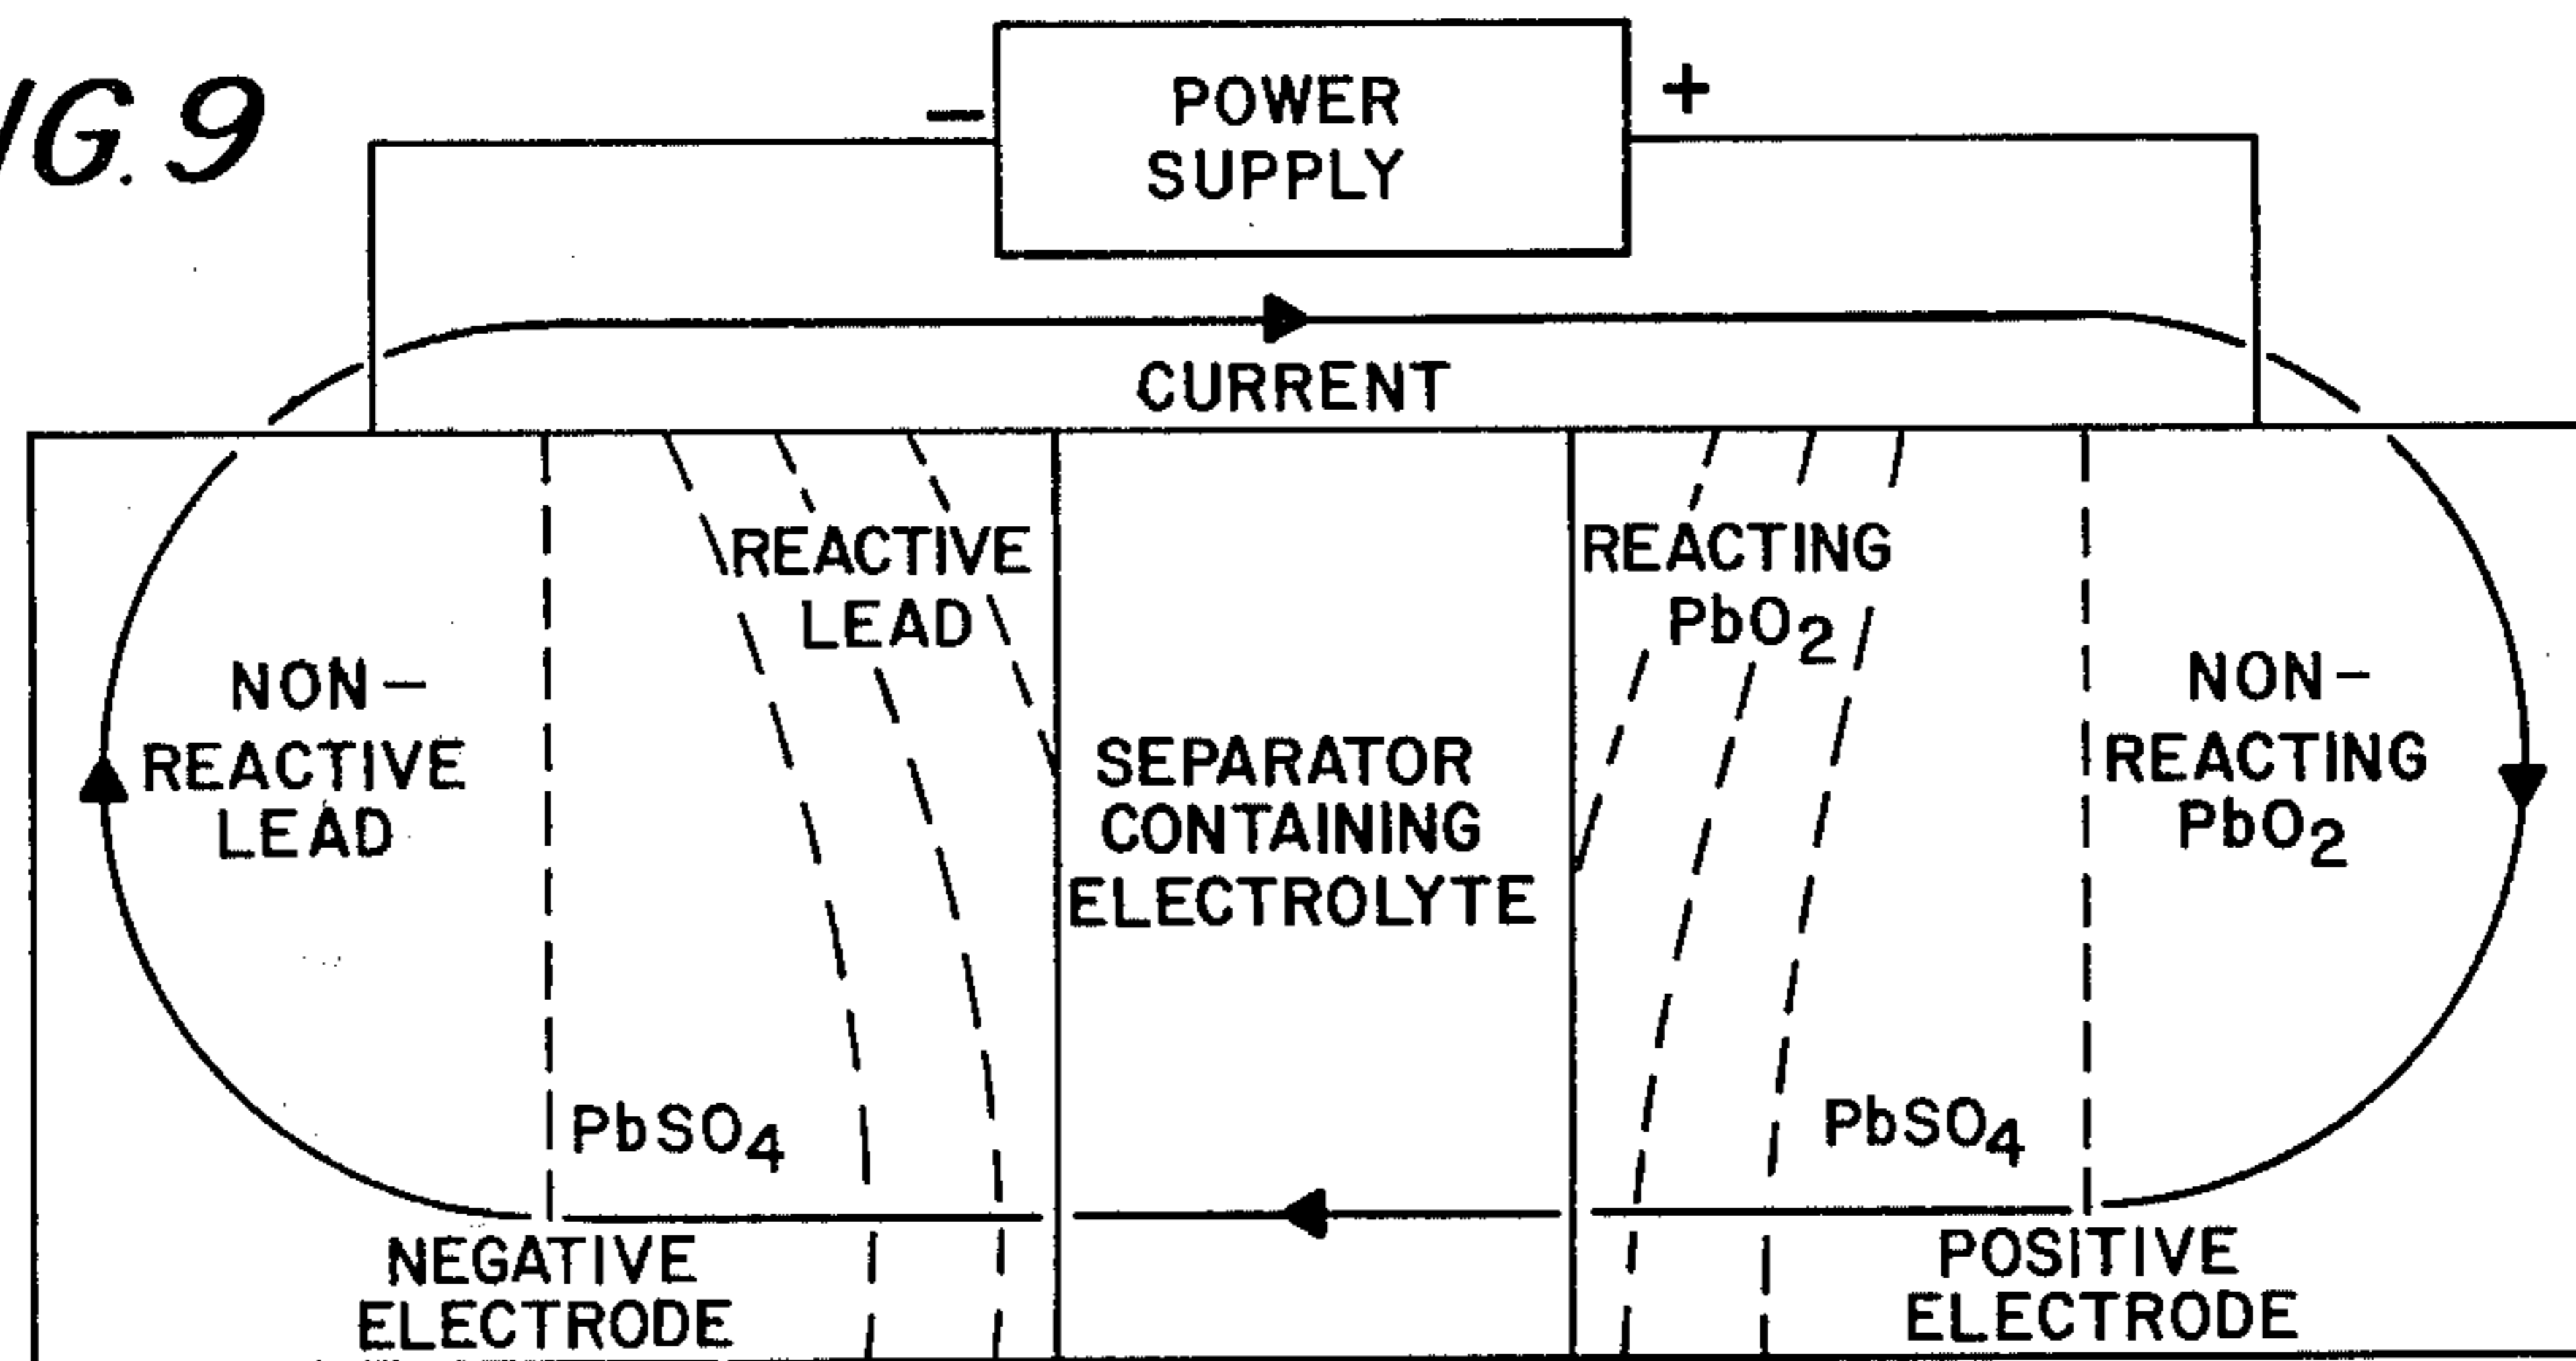 IG. 9
POWER
SUPPLY
−
+
CURRENT
REACTIVE
LEAD
REACTING
PbO2
NON−
REACTIVE
LEAD
SEPARATOR
CONTAINING
ELECTROLYTE
NON−
REACTING
PbO2
PbSO4
PbSO4
NEGATIVE
ELECTRODE
POSITIVE
ELECTRODE